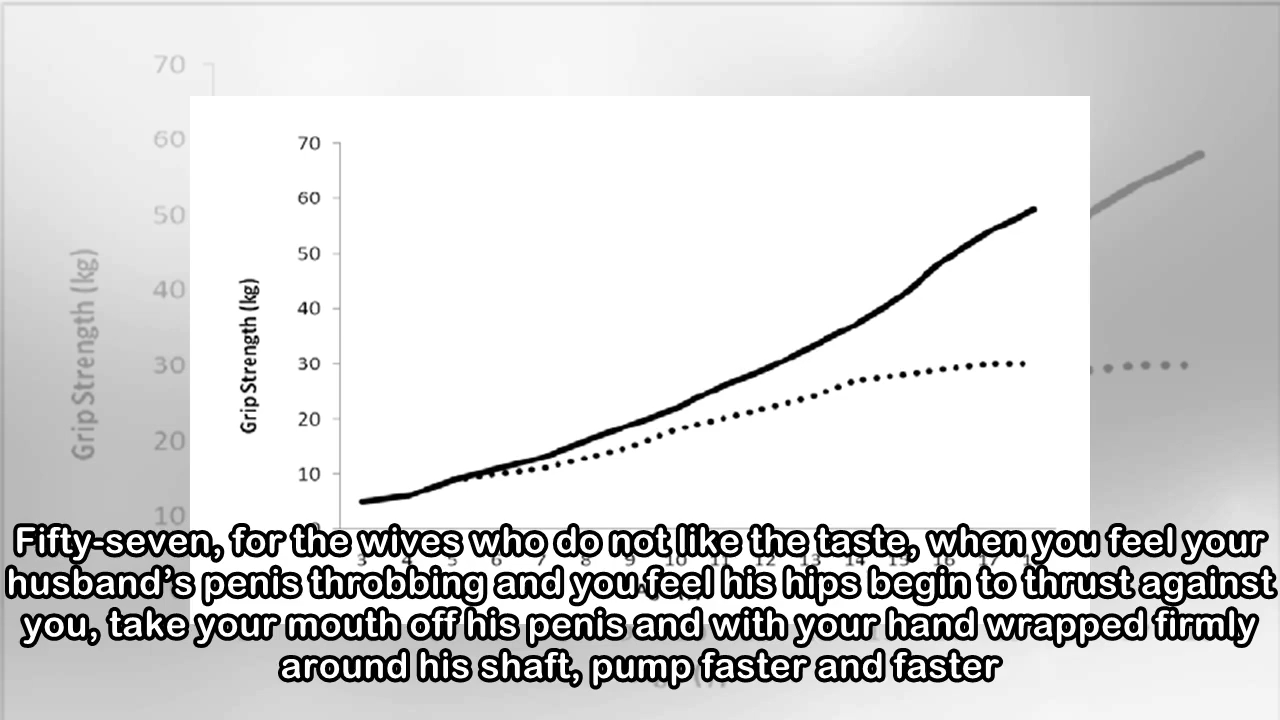 70
60
50
40
30
20
10
Grip Strength (kg)
70
60
50
40
30
20
10
Grip Strength (kg)
Fifty-seven, for the wives who do not like the taste, when you feel your
husband's penis throbbing and you feel his hips begin to thrust against
you, take your mouth off his penis and with your hand wrapped firmly
around his shaft, pump faster and faster